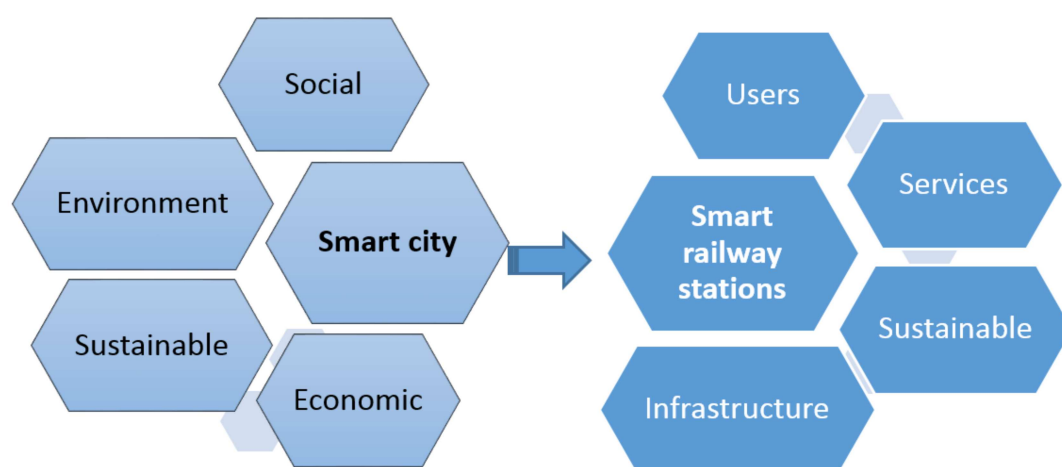 Social
Environment
Smart city
Sustainable
Economic
Users
Services
Smart
railway
stations
Sustainable
Infrastructure